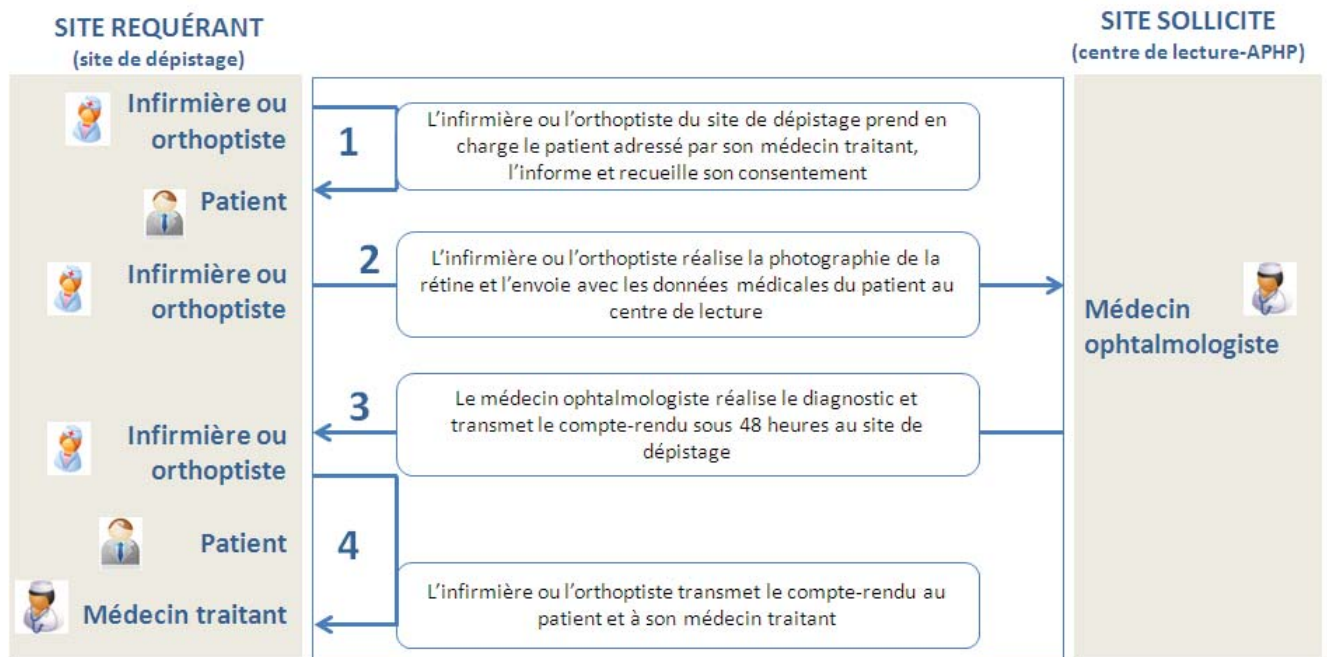 SITE REQUÉRANT
(site de dépistage)
SITE SOLLICITE
(centre de lecture-APHP)
Infirmière ou
orthoptiste
1
L’infirmière ou l’orthoptiste du site de dépistage prend en
charge le patient adressé par son médecin traitant,
l’informe et recueille son consentement
Patient
Infirmière ou
orthoptiste
2
L’infirmière ou l’orthoptiste réalise la photographie de la
rétine et l’envoie avec les données médicales du patient au
centre de lecture
Médecin
ophtalmologiste
3
Le médecin ophtalmologiste réalise le diagnostic et
transmet le compte-rendu sous 48 heures au site de
dépistage
Infirmière ou
orthoptiste
Patient
4
Médecin traitant
L’infirmière ou l’orthoptiste transmet le compte-rendu au
patient et à son médecin traitant